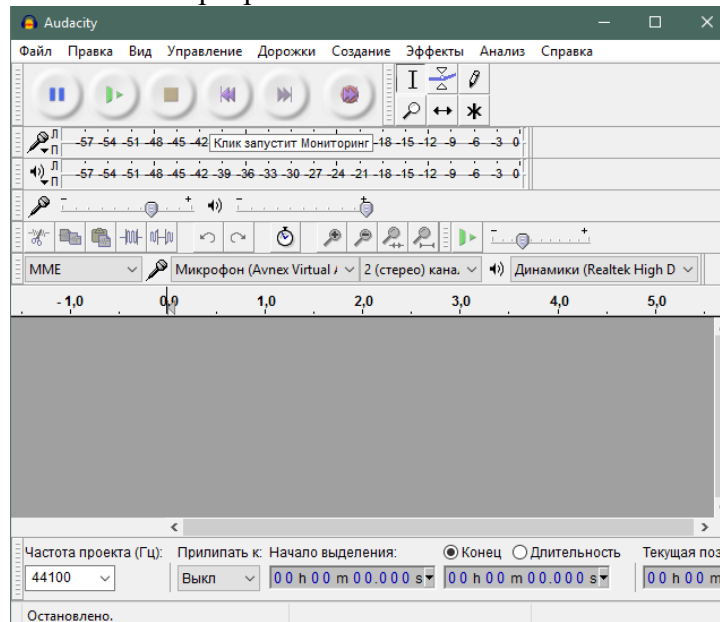 Audacity
Файл Правка Вид Управление Дорожки Создание Эффекты Анализ Справка
Л
П
-57 -54 -51 -48 -45 -42 Клик запустит Мониторинг -18 -15 -12 -9 -6 -3 0
Л
П
-57 -54 -51 -48 -45 -42 -39 -36 -33 -30 -27 -24 -21 -18 -15 -12 -9 -6 -3 0
MME Микрофон (Avnex Virtual 2 (стерео) кана. Динамики (Realtek High D
- 1,0 0,0 1,0 2,0 3,0 4,0 5,0
Частота проекта (Гц): Прилипать к: Начало выделения: Конец Длительность Текущая поз
44100 Выкл 00 h 00 m 00.000 s 00 h 00 m 00.000 s 00 h 00 m
Остановлено.